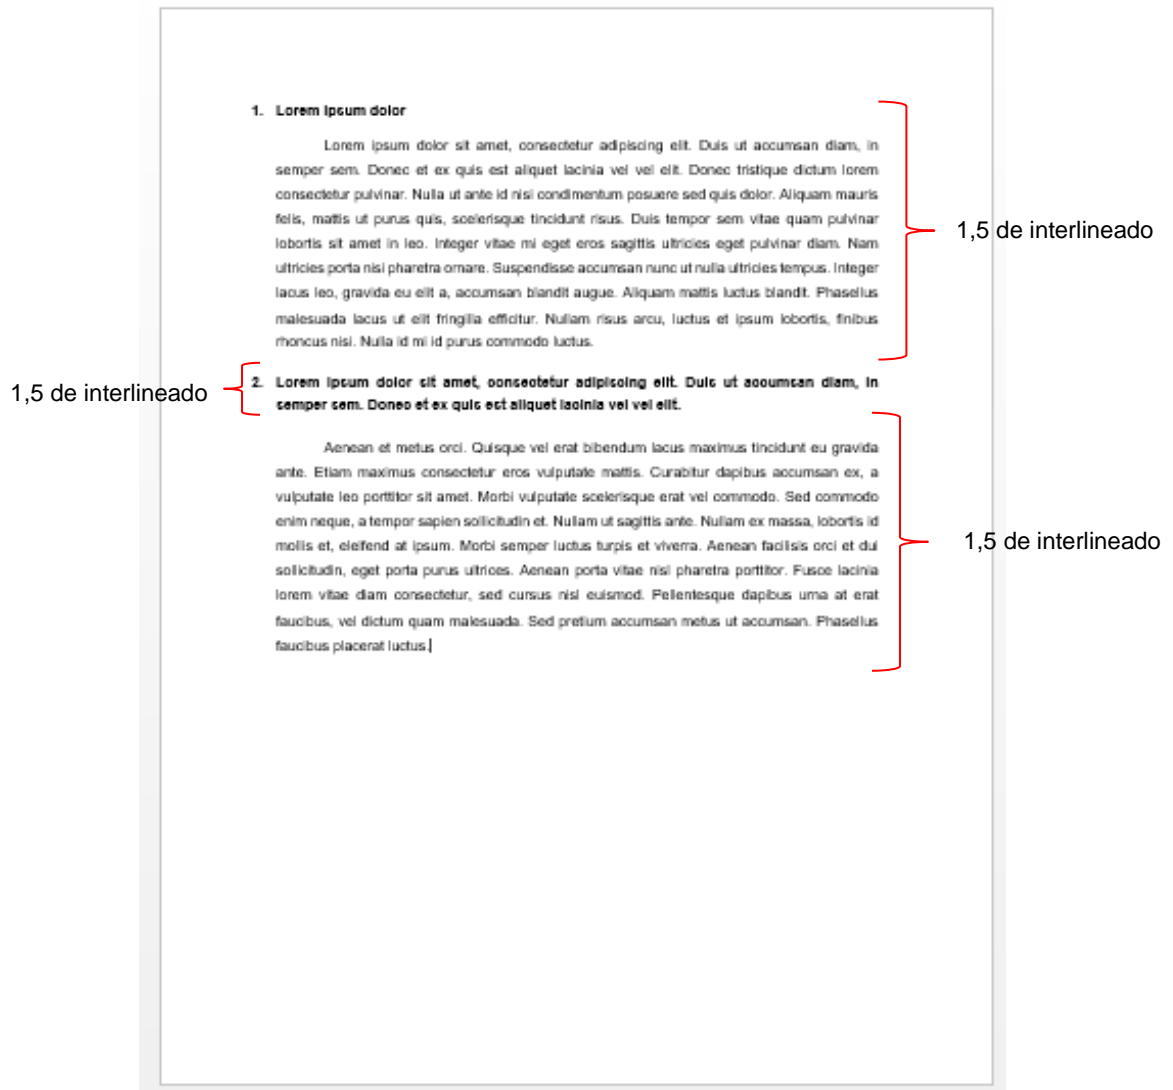 1. Lorem ipsum dolor
Lorem ipsum dolor sit amet, consectetur adipiscing elit. Duis ut accumsan diam, in
semper sem. Donec et ex quis est aliquet lacinia vel vel elit. Donec tristique dictum lorem
consectetur pulvinar. Nulla ut ante id nisi condimentum posuere sed quis dolor. Aliquam mauris
felis, mattis ut purus quis, scelerisque tincidunt risus. Duis tempor sem vitae quam pulvinar
1,5 de interlineado
lobortis sit amet in leo. Integer vitae mi eget eros sagittis ultricies eget pulvinar diam. Nam
ultricies porta nisi pharetra ornare. Suspendisse accumsan nunc ut nulla ultricies tempus. Integer
lacus leo, gravida eu elit a, accumsan blandit augue. Aliquam mattis luctus blandit. Phasellus
malesuada lacus ut elit fringilla efficitur. Nullam risus arcu, luctus et ipsum lobortis, finibus
rhoncus nisi. Nulla id mi id purus commodo luctus.
1,5 de interlineado
2. Lorem ipsum dolor sit amet, consectetur adipiscing elit. Duis ut accumsan diam, in
semper sem. Donec et ex quis est aliquet lacinia vel vel elit.
Aenean et metus orci. Quisque vel erat bibendum lacus maximus tincidunt eu gravida
ante. Etiam maximus consectetur eros vulputate mattis. Curabitur dapibus accumsan ex, a
vulputate leo porttitor sit amet. Morbi vulputate scelerisque erat vel commodo. Sed commodo
enim neque, a tempor sapien sollicitudin et. Nullam ut sagittis ante. Nullam ex massa, lobortis id
mollis et, eleifend at ipsum. Morbi semper luctus turpis et viverra. Aenean facilisis orci et dui
1,5 de interlineado
sollicitudin, eget porta purus ultrices. Aenean porta vitae nisl pharetra porttitor. Fusce lacinia
lorem vitae diam consectetur, sed cursus nisl euismod. Pellentesque dapibus urna at erat
faucibus, vel dictum quam malesuada. Sed pretium accumsan metus ut accumsan. Phasellus
faucibus placerat luctus.